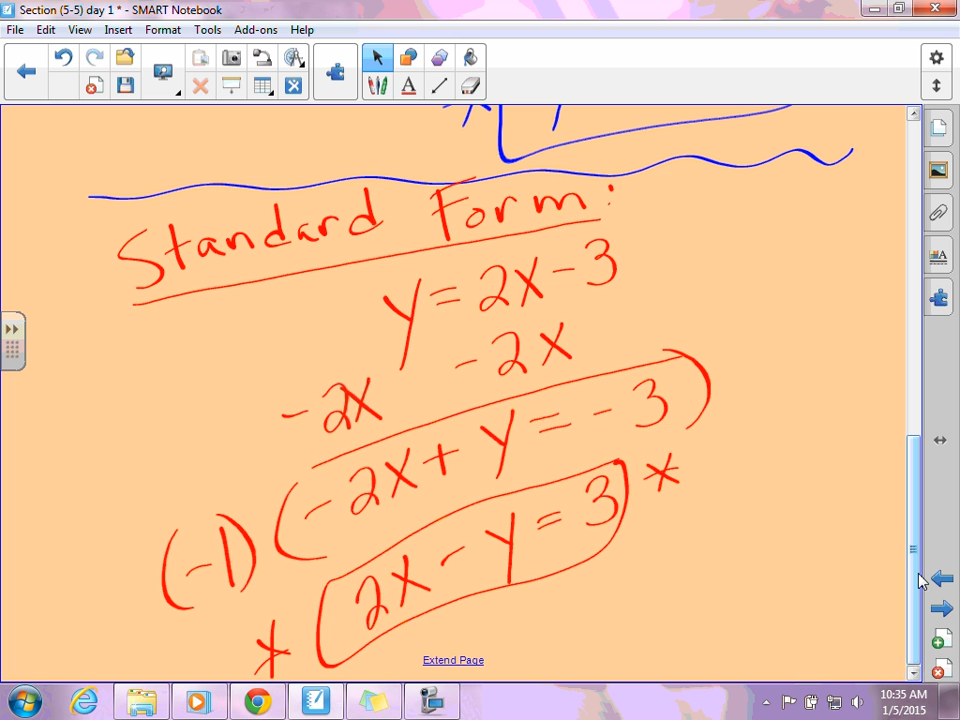 Section (5-5) day 1 * - SMART Notebook
File Edit View Insert Format Tools Add-ons Help
Standard Form:
y = 2x - 3
-2x -2x
(-1) (-2x + y = -3)
* 2x - y = 3 *
Extend Page
10:35 AM
1/5/2015